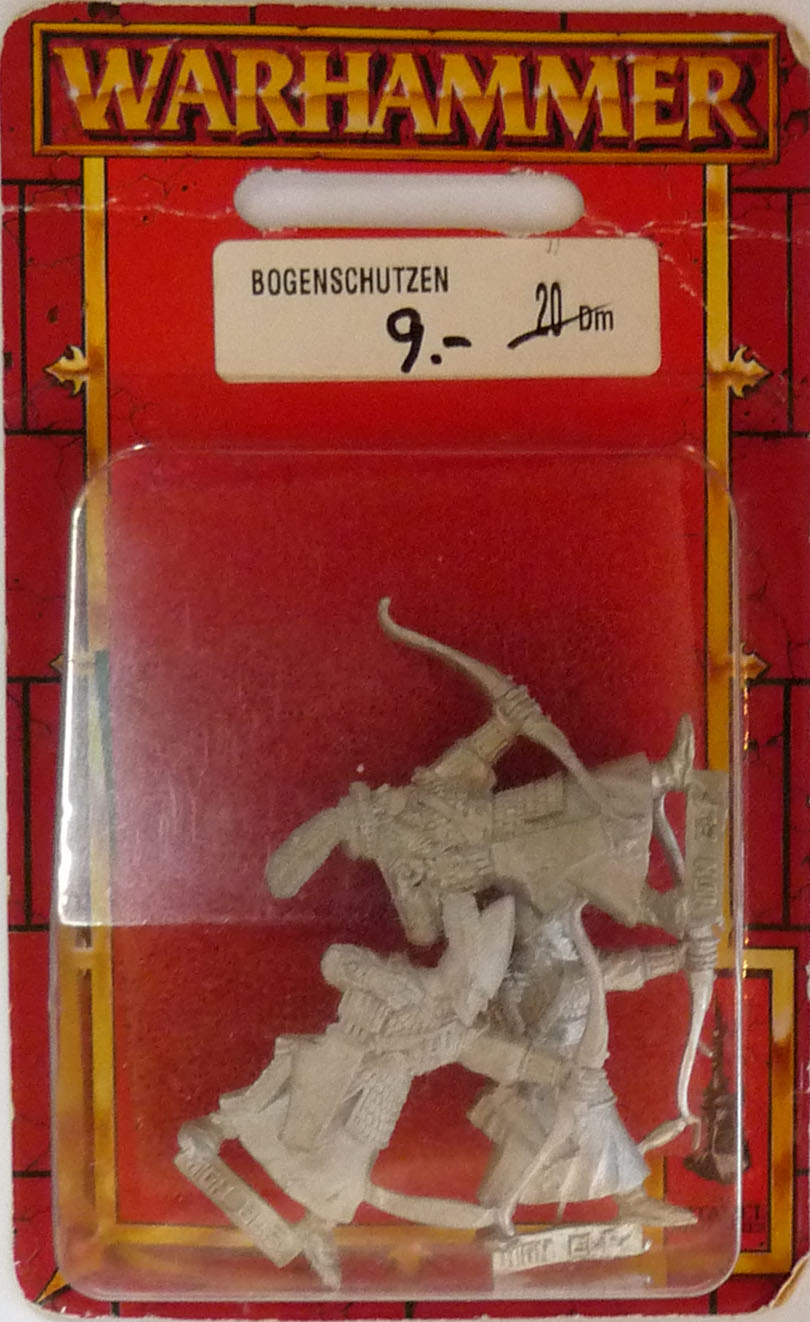 WARHAMMER
BOGENSCHUTZEN
9.- 20 Dm